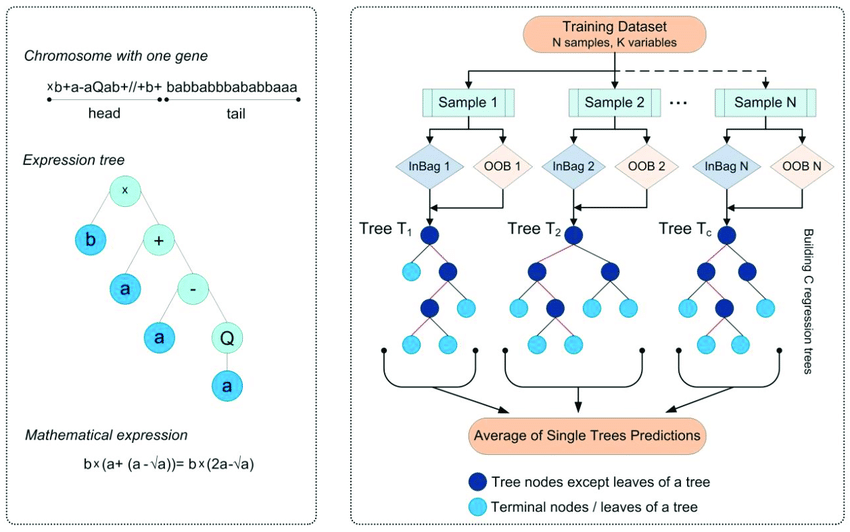 Chromosome with one gene
×b+a-aQab+//+b+ babbabbbababbaaa
head tail
Expression tree
×
b
+
a
-
a
Q
a
Mathematical expression
b×(a+ (a -√a))= b×(2a-√a)
Training Dataset
N samples, K variables
Sample 1 Sample 2 ··· Sample N
InBag 1 OOB 1 InBag 2 OOB 2 InBag N OOB N
Tree T1 Tree T2 Tree Tc
Building C regression trees
Average of Single Trees Predictions
Tree nodes except leaves of a tree
Terminal nodes / leaves of a tree